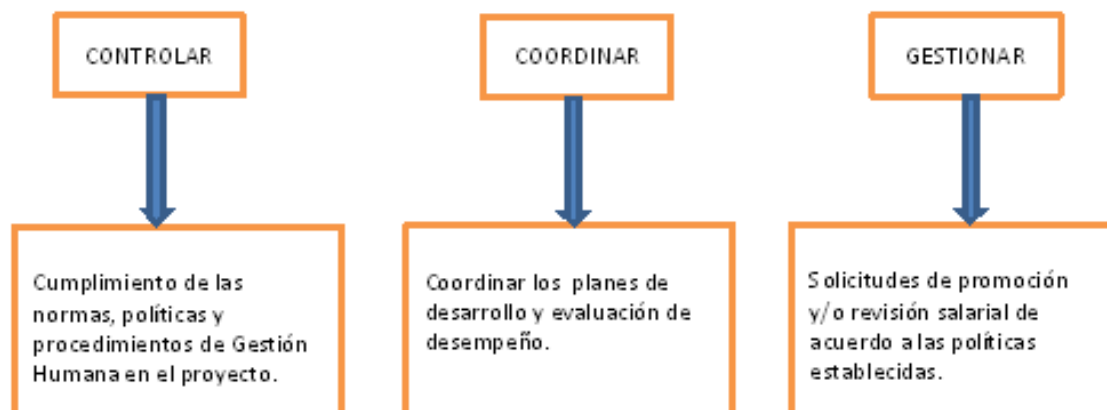 CONTROLAR
COORDINAR
GESTIONAR
Cumplimiento de las
normas, políticas y
procedimientos de Gestión
Humana en el proyecto.
Coordinar los planes de
desarrollo y evaluación de
desempeño.
Solicitudes de promoción
y/o revisión salarial de
acuerdo a las políticas
establecidas.